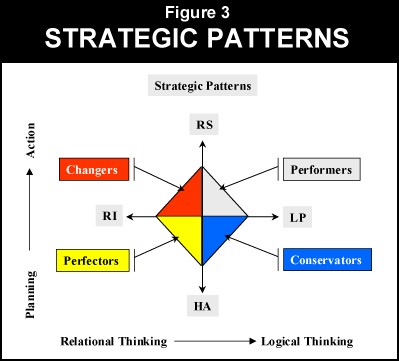 Figure 3
STRATEGIC PATTERNS
Strategic Patterns
RS
Action
Changers
Performers
RI
LP
Perfectors
Conservators
Planning
HA
Relational Thinking
Logical Thinking